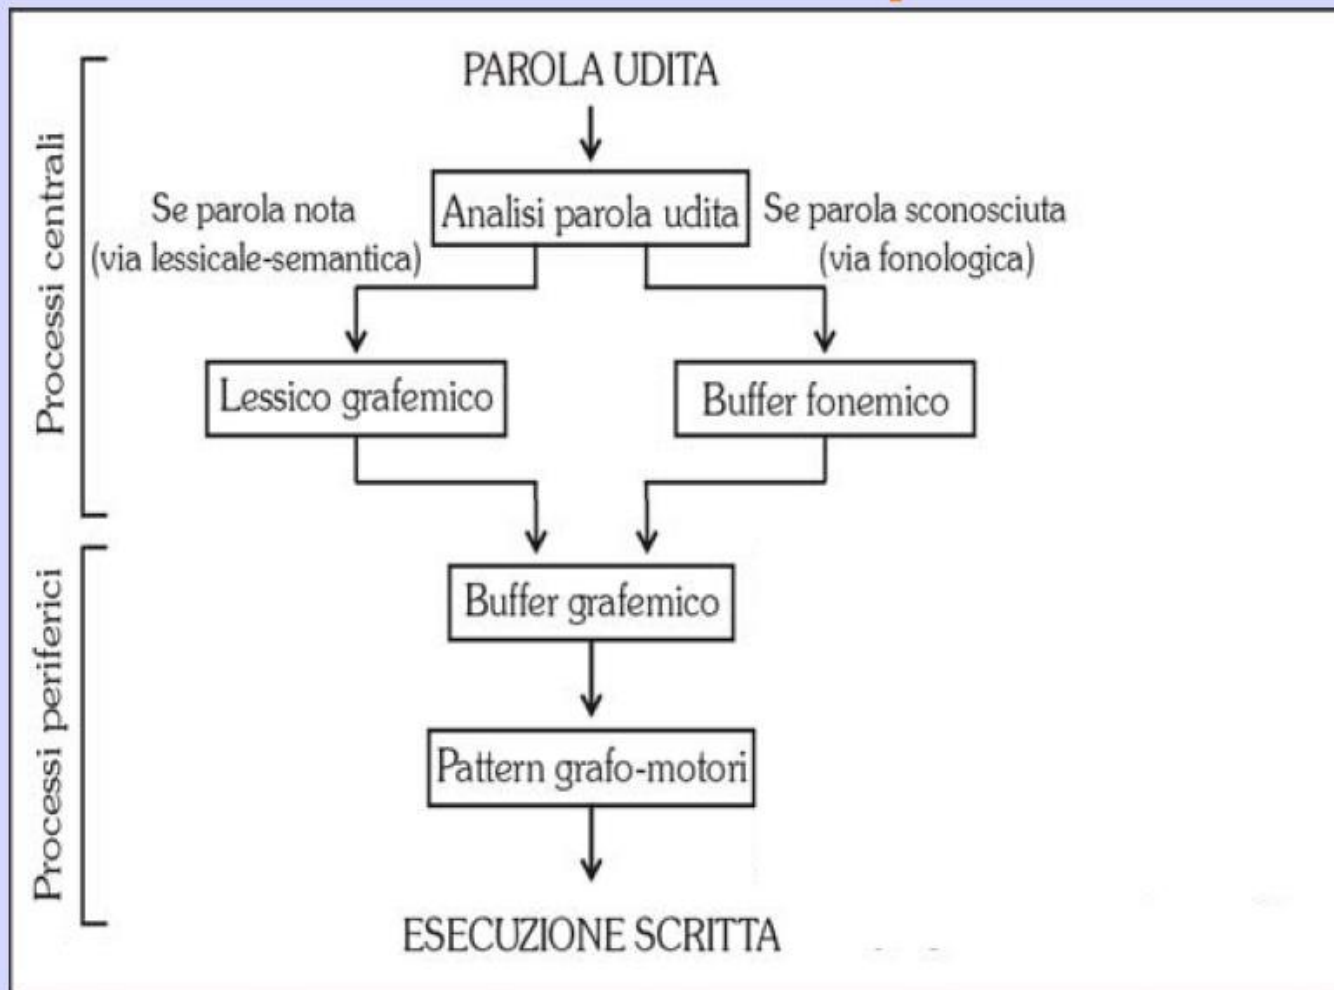 PAROLA UDITA
Analisi parola udita
Se parola nota
(via lessicale-semantica)
Se parola sconosciuta
(via fonologica)
Lessico grafemico
Buffer fonemico
Processi centrali
Buffer grafemico
Pattern grafo-motori
ESECUZIONE SCRITTA
Processi periferici